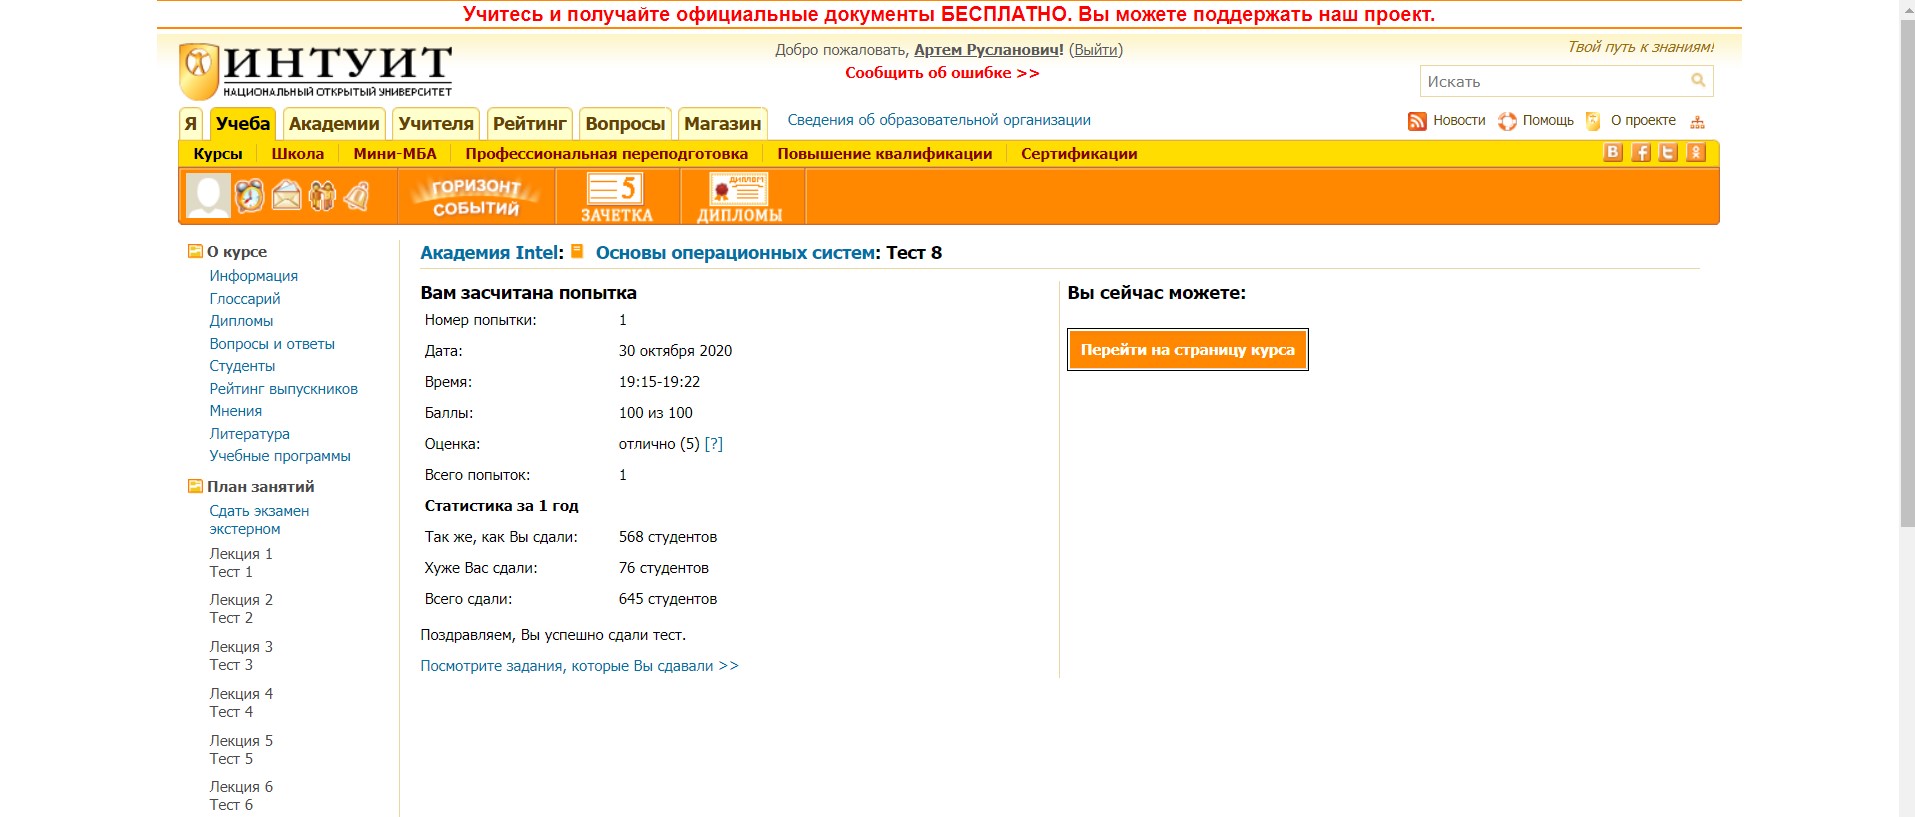 Учитесь и получайте официальные документы БЕСПЛАТНО. Вы можете поддержать наш проект.
ИНТУИТ
НАЦИОНАЛЬНЫЙ ОТКРЫТЫЙ УНИВЕРСИТЕТ
Добро пожаловать, Артем Русланович! (Выйти)
Сообщить об ошибке >>
Твой путь к знаниям!
Искать
Я Учеба Академии Учителя Рейтинг Вопросы Магазин Сведения об образовательной организации
Новости Помощь О проекте
Курсы Школа Мини-МБА Профессиональная переподготовка Повышение квалификации Сертификации
ГОРИЗОНТ
СОБЫТИЙ
5
ЗАЧЕТКА
ДИПЛОМ
ДИПЛОМЫ
О курсе
Информация
Глоссарий
Дипломы
Вопросы и ответы
Студенты
Рейтинг выпускников
Мнения
Литература
Учебные программы
План занятий
Сдать экзамен
экстерном
Лекция 1
Тест 1
Лекция 2
Тест 2
Лекция 3
Тест 3
Лекция 4
Тест 4
Лекция 5
Тест 5
Лекция 6
Тест 6
Академия Intel: Основы операционных систем: Тест 8
Вам засчитана попытка
Номер попытки: 1
Дата: 30 октября 2020
Время: 19:15-19:22
Баллы: 100 из 100
Оценка: отлично (5) [?]
Всего попыток: 1
Статистика за 1 год
Так же, как Вы сдали: 568 студентов
Хуже Вас сдали: 76 студентов
Всего сдали: 645 студентов
Поздравляем, Вы успешно сдали тест.
Посмотрите задания, которые Вы сдавали >>
Вы сейчас можете:
Перейти на страницу курса